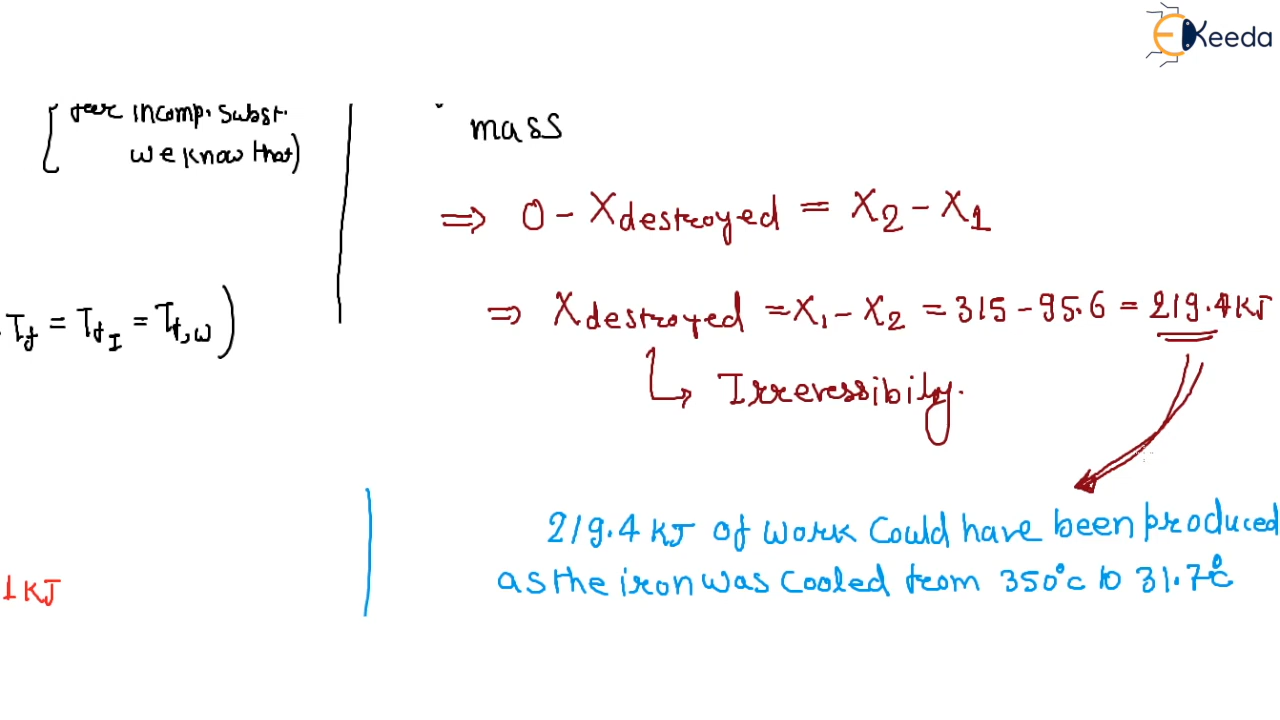 Keeda
for incomp. subst.
we know that)
mass
⇒ 0 - Xdestroyed = X2 - X1
⇒ Xdestroyed = X1 - X2 = 315 - 95.6 = 219.4 KJ
Tf = TfI = Tf,w)
Irreverssibily.
219.4 KJ of work could have been produced
as the iron was cooled from 350°c to 31.7°c
1 KJ